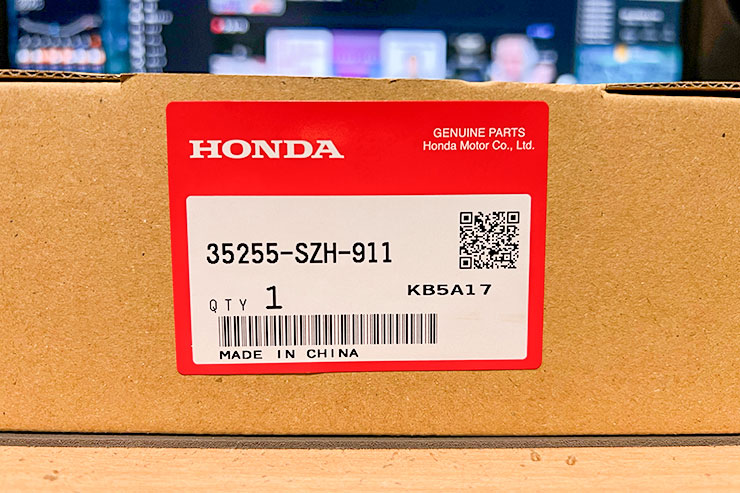 HONDA
GENUINE PARTS
Honda Motor Co., Ltd.
35255-SZH-911
KB5A17
QTY 1
MADE IN CHINA